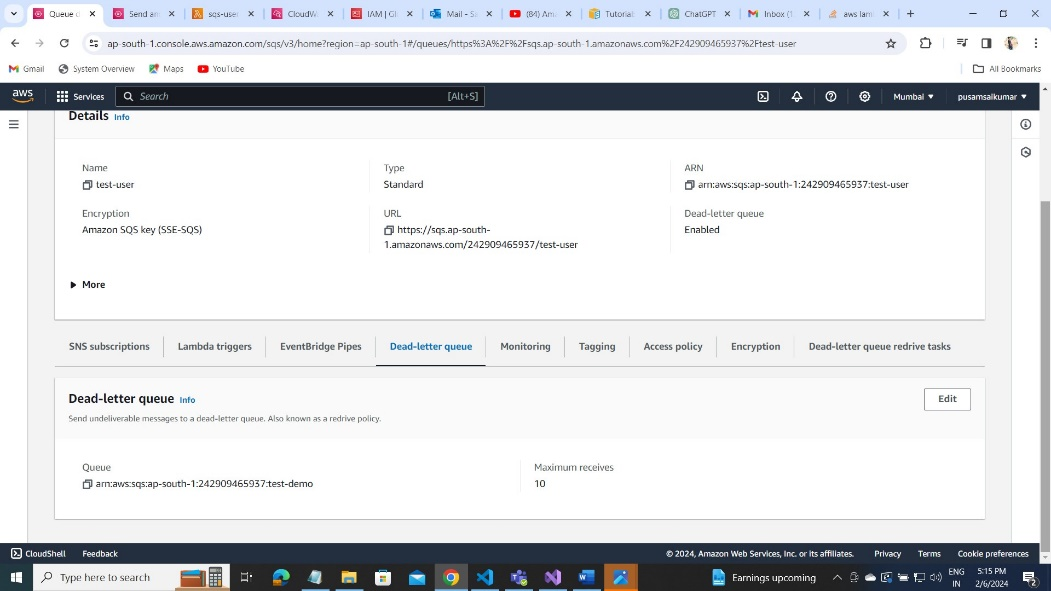 Queue d
Send am
sqs-user
CloudW
IAM | Gl
Mail - Sa
(84) Ama
Tutorial
ChatGPT
Inbox (1
aws lam
ap-south-1.console.aws.amazon.com/sqs/v3/home?region=ap-south-1#/queues/https%3A%2F%2Fsqs.ap-south-1.amazonaws.com%2F242909465937%2Ftest-user
Gmail
System Overview
Maps
YouTube
All Bookmarks
aws
Services
Search
[Alt+S]
Mumbai
pusamsaikumar
Details Info
Name
test-user
Type
Standard
ARN
arn:aws:sqs:ap-south-1:242909465937:test-user
Encryption
Amazon SQS key (SSE-SQS)
URL
https://sqs.ap-south-
1.amazonaws.com/242909465937/test-user
Dead-letter queue
Enabled
More
SNS subscriptions
Lambda triggers
EventBridge Pipes
Dead-letter queue
Monitoring
Tagging
Access policy
Encryption
Dead-letter queue redrive tasks
Dead-letter queue Info
Edit
Send undeliverable messages to a dead-letter queue. Also known as a redrive policy.
Queue
arn:aws:sqs:ap-south-1:242909465937:test-demo
Maximum receives
10
CloudShell
Feedback
© 2024, Amazon Web Services, Inc. or its affiliates.
Privacy
Terms
Cookie preferences
Type here to search
Earnings upcoming
ENG
IN
5:15 PM
2/6/2024
2